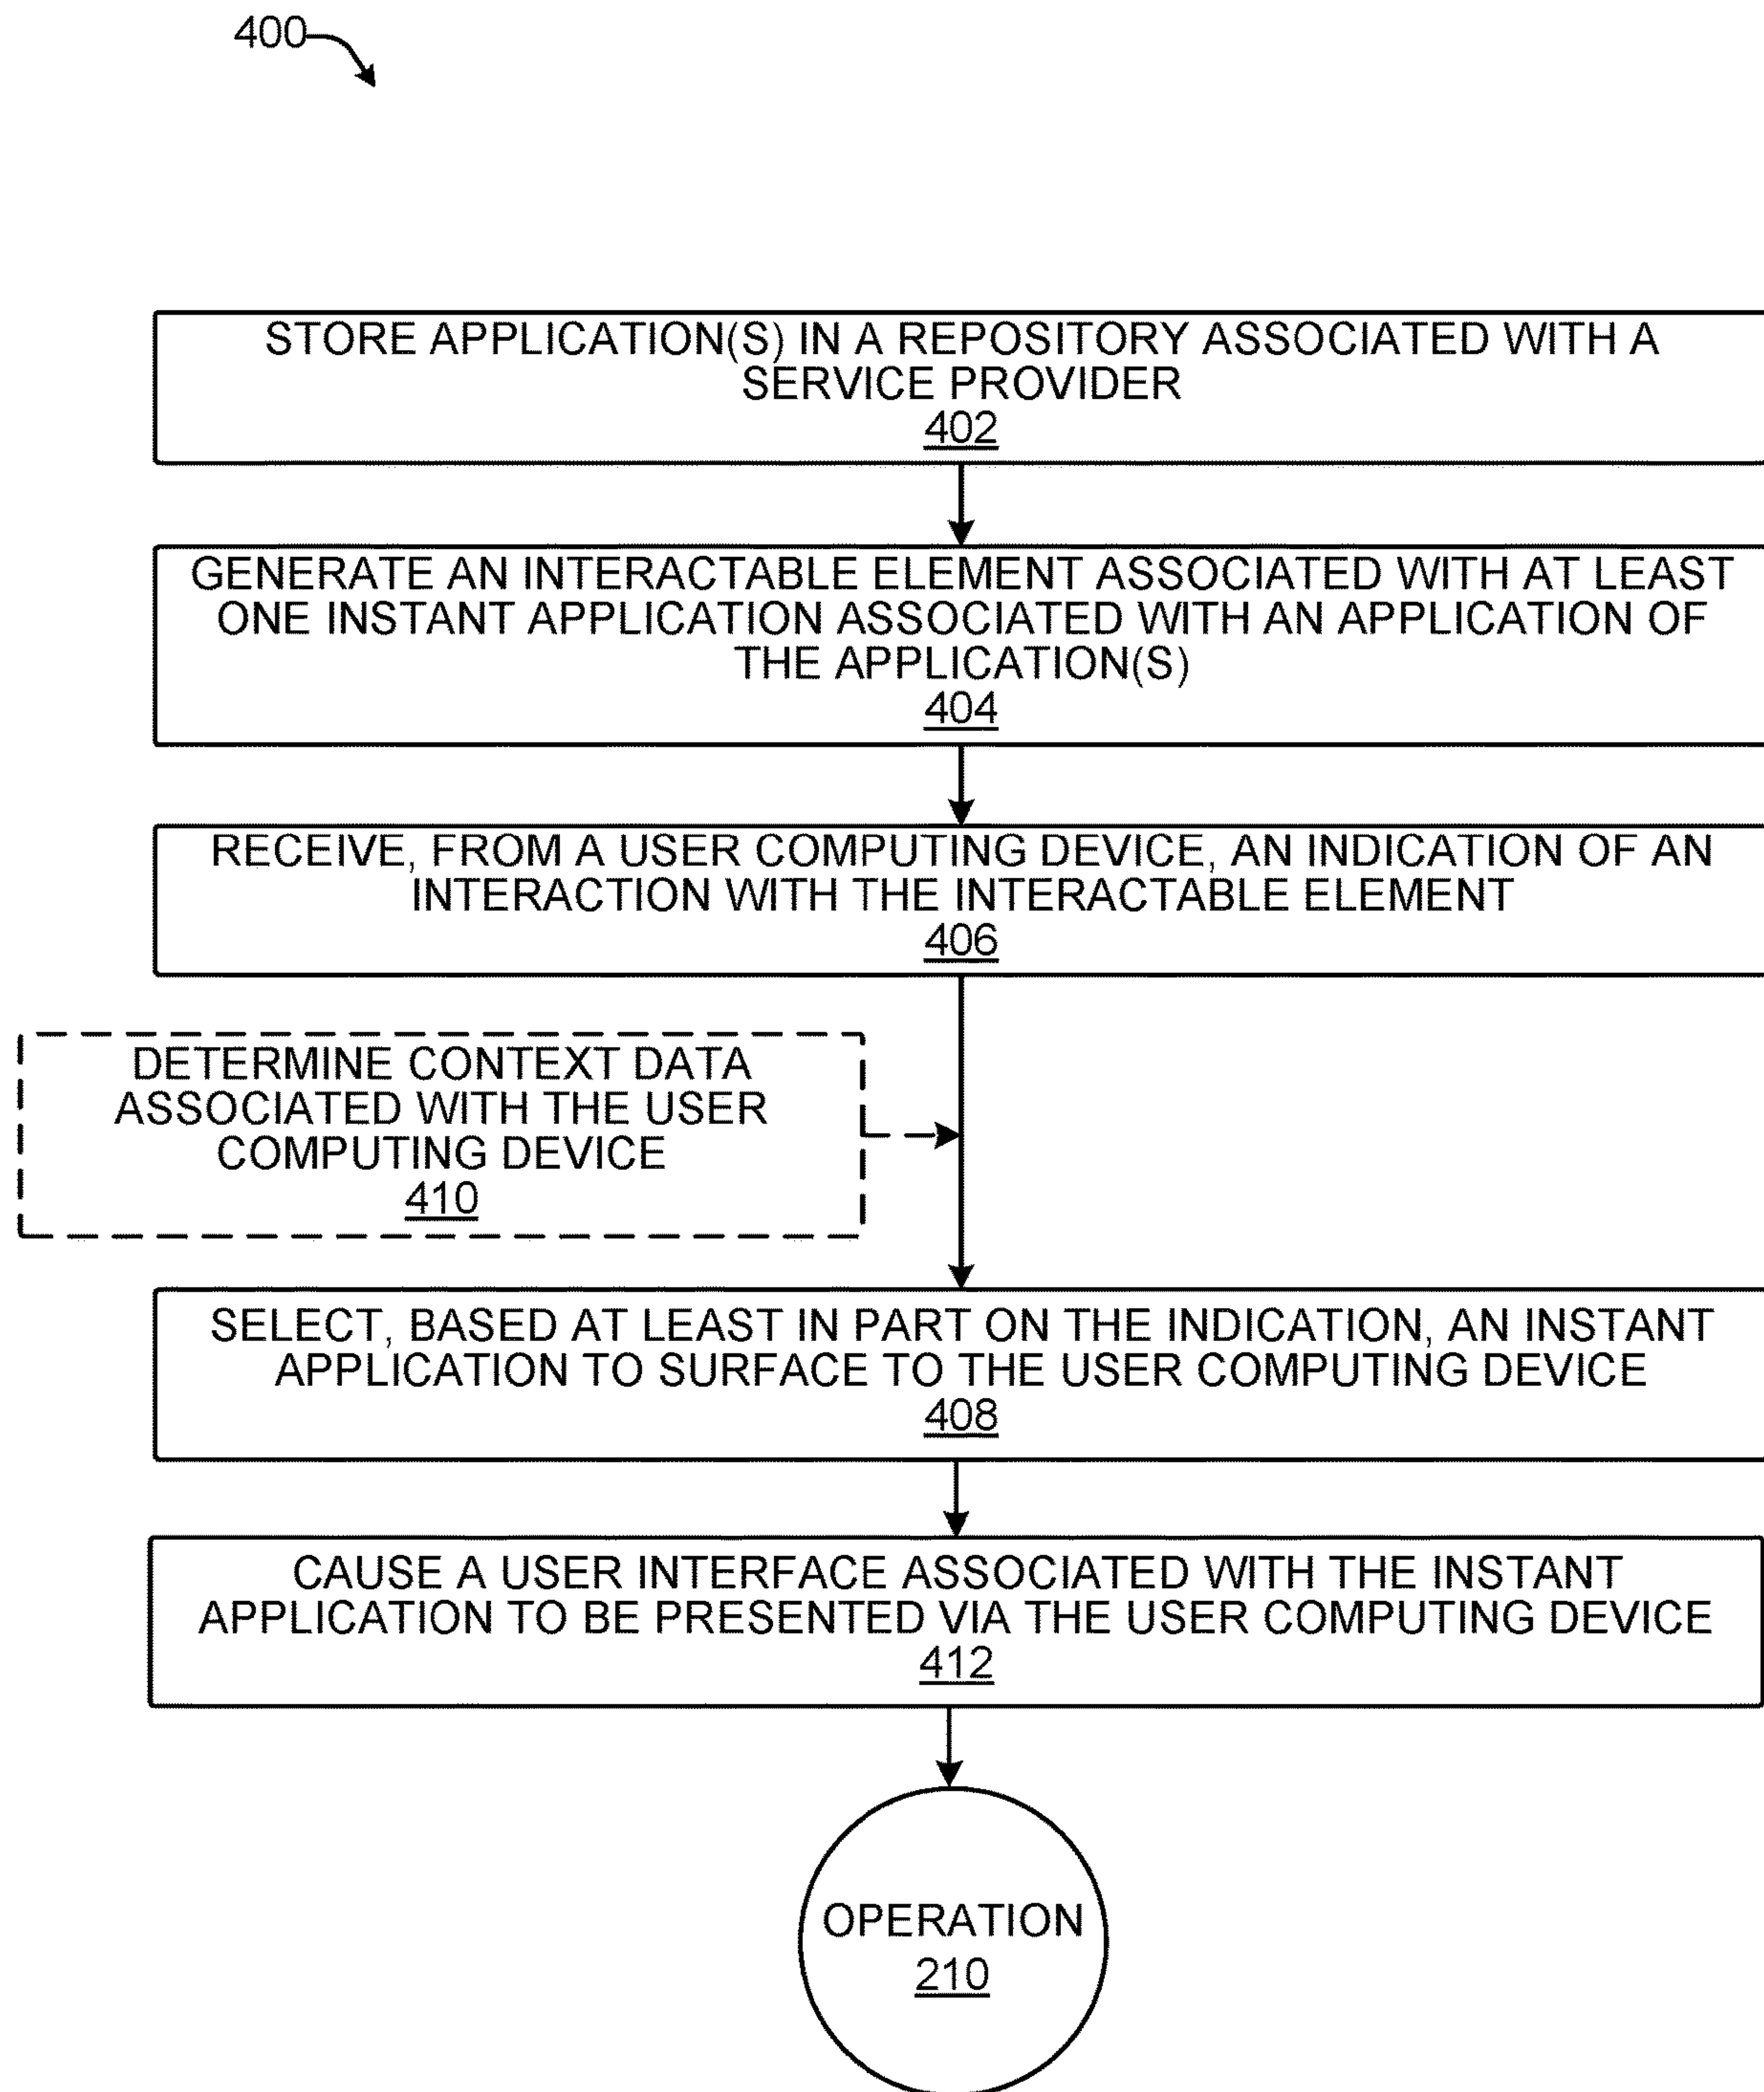 400
STORE APPLICATION(S) IN A REPOSITORY ASSOCIATED WITH A
SERVICE PROVIDER
402
GENERATE AN INTERACTABLE ELEMENT ASSOCIATED WITH AT LEAST
ONE INSTANT APPLICATION ASSOCIATED WITH AN APPLICATION OF
THE APPLICATION(S)
404
RECEIVE, FROM A USER COMPUTING DEVICE, AN INDICATION OF AN
INTERACTION WITH THE INTERACTABLE ELEMENT
406
DETERMINE CONTEXT DATA
ASSOCIATED WITH THE USER
COMPUTING DEVICE
410
SELECT, BASED AT LEAST IN PART ON THE INDICATION, AN INSTANT
APPLICATION TO SURFACE TO THE USER COMPUTING DEVICE
408
CAUSE A USER INTERFACE ASSOCIATED WITH THE INSTANT
APPLICATION TO BE PRESENTED VIA THE USER COMPUTING DEVICE
412
OPERATION
210